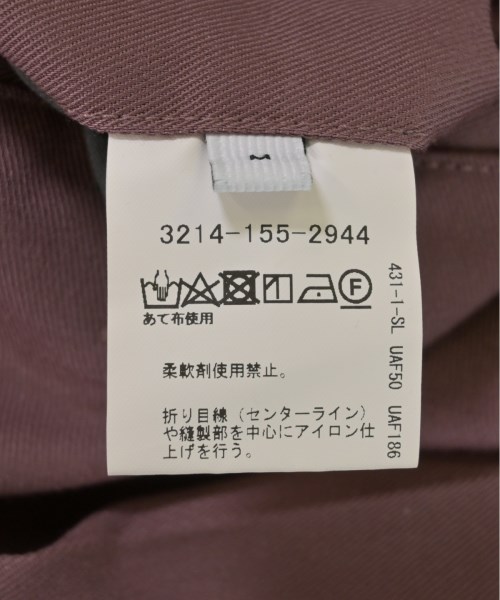 3214-155-2944
F
あて布使用
柔軟剤使用禁止。
折り目線（センターライン）
や縫製部を中心にアイロン仕
上げを行う。
431-1-SL UAF50 UAF186